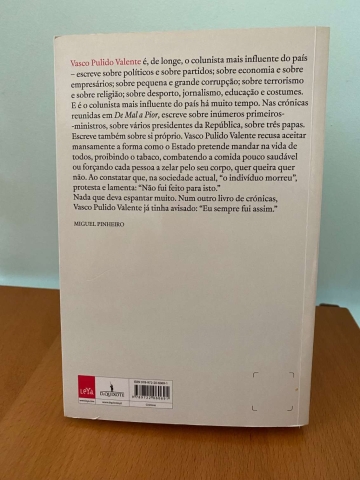 Vasco Pulido Valente é, de longe, o colunista mais influente do país
– escreve sobre políticos e sobre partidos; sobre economia e sobre
empresários; sobre pequena e grande corrupção; sobre terrorismo
e sobre religião; sobre desporto, jornalismo, educação e costumes.
E é o colunista mais influente do país há muito tempo. Nas crónicas
reunidas em De Mal a Pior, escreve sobre inúmeros primeiros-
-ministros, sobre vários presidentes da República, sobre três papas.
Escreve também sobre si próprio. Vasco Pulido Valente recusa aceitar
mansamente a forma como o Estado pretende mandar na vida de
todos, proibindo o tabaco, combatendo a comida pouco saudável
ou forçando cada pessoa a zelar pelo seu corpo, quer queira quer
não. Ao constatar que, na sociedade actual, “o indivíduo morreu”,
protesta e lamenta: “Não fui feito para isto.”
Nada que deva espantar muito. Num outro livro de crónicas,
Vasco Pulido Valente já tinha avisado: “Eu sempre fui assim.”
MIGUEL PINHEIRO
LEYA
D.QUIXOTE